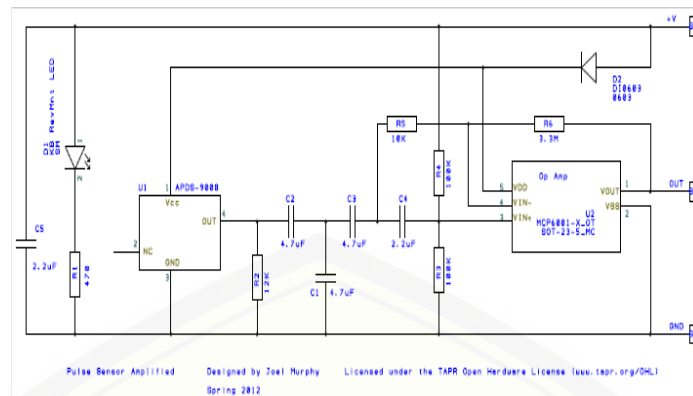 +V
D1
KB RevMnt LED
SM
1
2
D2
DI0603
0603
R5
10K
R6
3.3M
R4
100K
U1 APDS-9008
1
Vcc
OUT
4
2
NC
GND
3
C2
4.7uF
C3
4.7uF
C4
2.2uF
Op Amp
5
VDD
4
VIN-
3
VIN+
VOUT
1
VSS
2
U2
MCP6001-X_OT
SOT-23-5_MC
OUT
C5
2.2uF
R1
470
R2
12K
C1
4.7uF
R3
100K
GND
Pulse Sensor Amplified Designed by Joel Murphy Licensed under the TAPR Open Hardware License (www.tapr.org/OHL)
Spring 2012